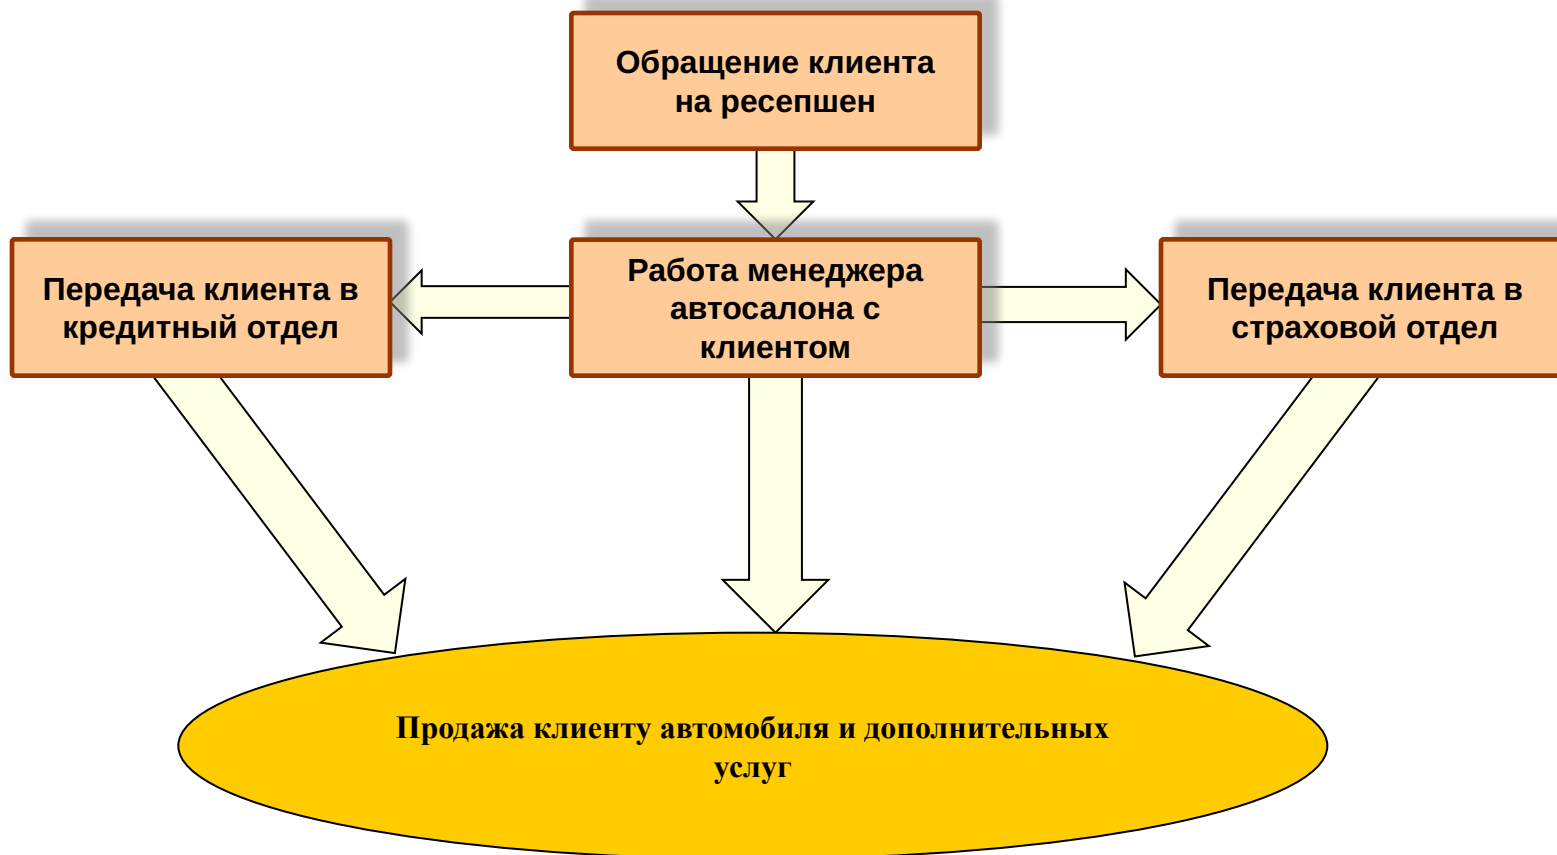 Обращение клиента
на ресепшен
Передача клиента в
кредитный отдел
Работа менеджера
автосалона с
клиентом
Передача клиента в
страховой отдел
Продажа клиенту автомобиля и дополнительных
услуг